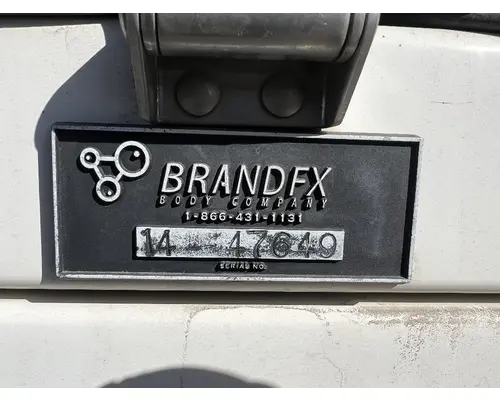 BRANDFX
BODY COMPANY
1-866-431-1131
14 47649
SERIAL NO.